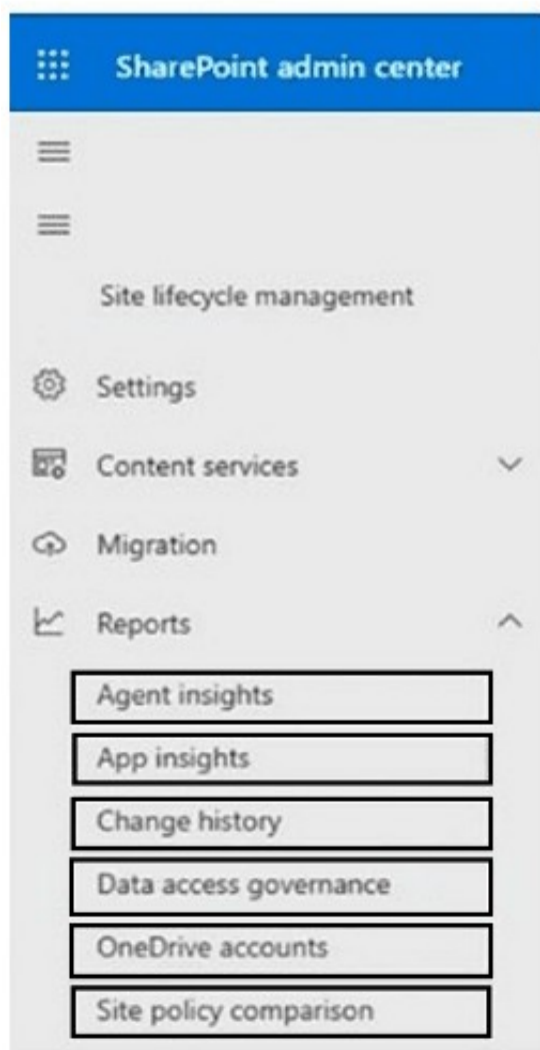 SharePoint admin center
Site lifecycle management
Settings
Content services
Migration
Reports
Agent insights
App insights
Change history
Data access governance
OneDrive accounts
Site policy comparison